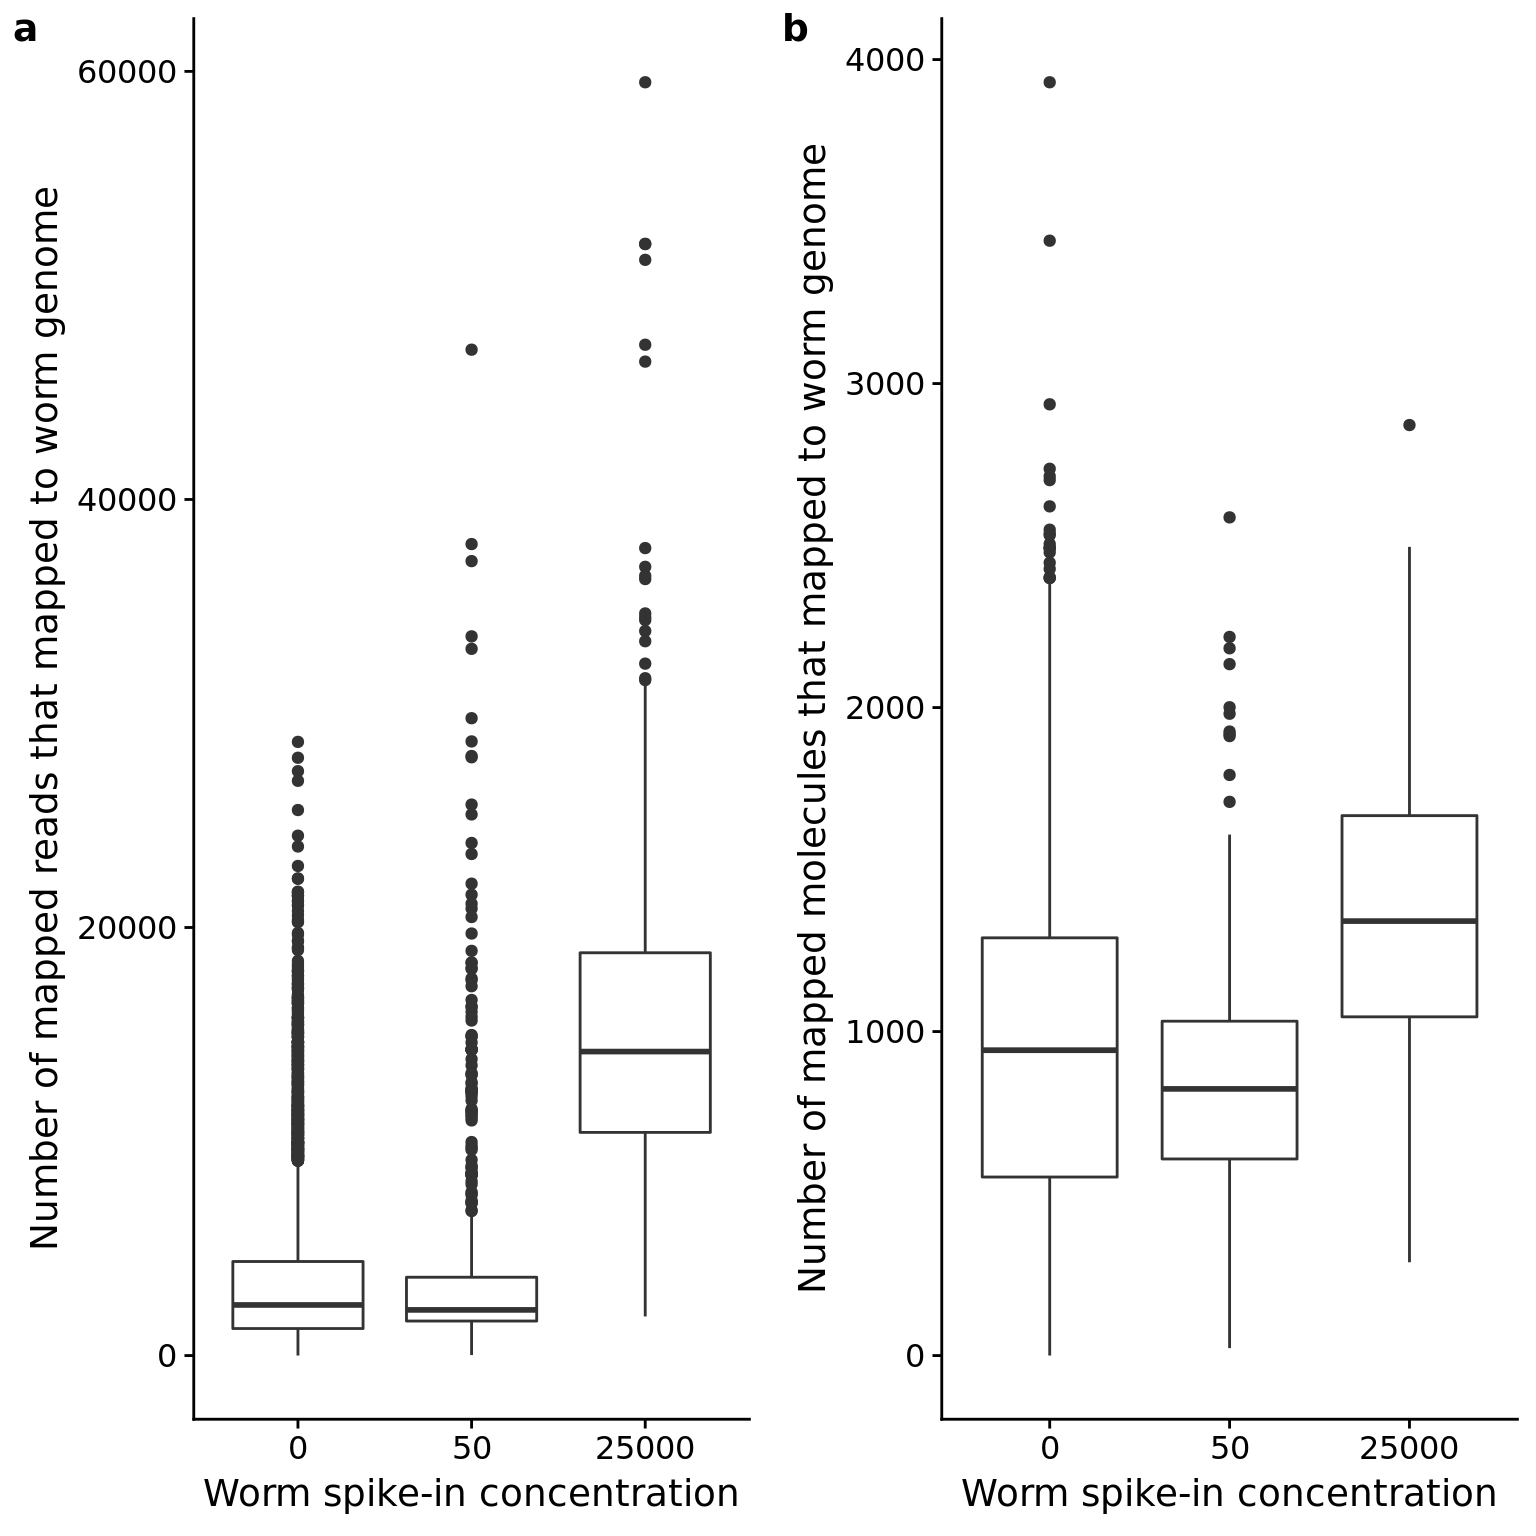 a
Number of mapped reads that mapped to worm genome
60000
40000
20000
0
0 50 25000
Worm spike-in concentration
b
Number of mapped molecules that mapped to worm genome
4000
3000
2000
1000
0
0 50 25000
Worm spike-in concentration